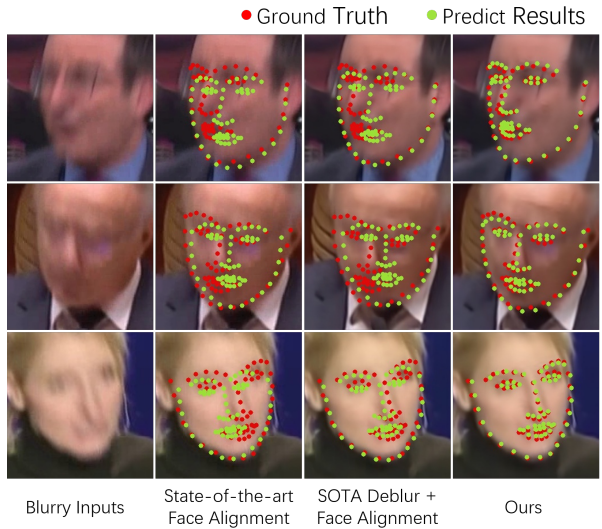 Ground Truth
Predict Results
Blurry Inputs
State-of-the-art
Face Alignment
SOTA Deblur +
Face Alignment
Ours